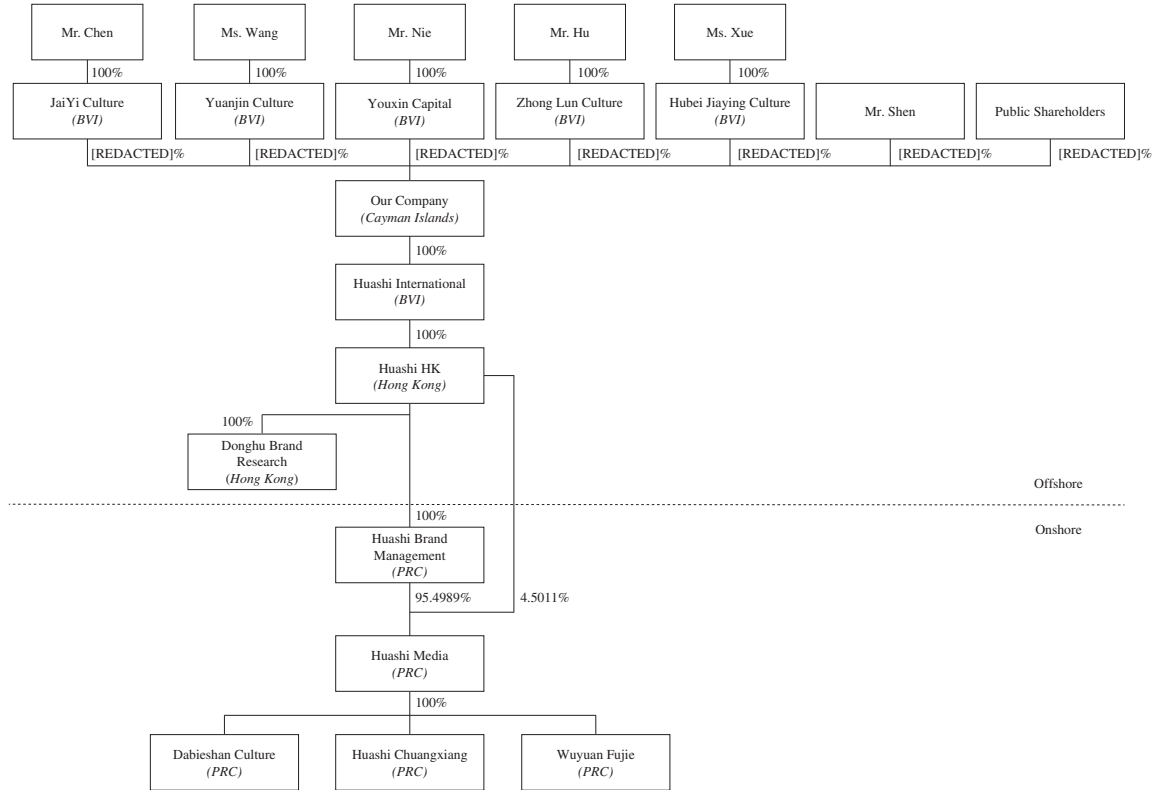 Mr. Chen
Ms. Wang
Mr. Nie
Mr. Hu
Ms. Xue
100%
100%
100%
100%
100%
JaiYi Culture
(BVI)
Yuanjin Culture
(BVI)
Youxin Capital
(BVI)
Zhong Lun Culture
(BVI)
Hubei Jiaying Culture
(BVI)
Mr. Shen
Public Shareholders
[REDACTED]%
[REDACTED]%
[REDACTED]%
[REDACTED]%
[REDACTED]%
[REDACTED]%
[REDACTED]%
Our Company
(Cayman Islands)
100%
Huashi International
(BVI)
100%
Huashi HK
(Hong Kong)
100%
Donghu Brand
Research
(Hong Kong)
Offshore
100%
Onshore
Huashi Brand
Management
(PRC)
95.4989%
4.5011%
Huashi Media
(PRC)
100%
Dabieshan Culture
(PRC)
Huashi Chuangxiang
(PRC)
Wuyuan Fujie
(PRC)